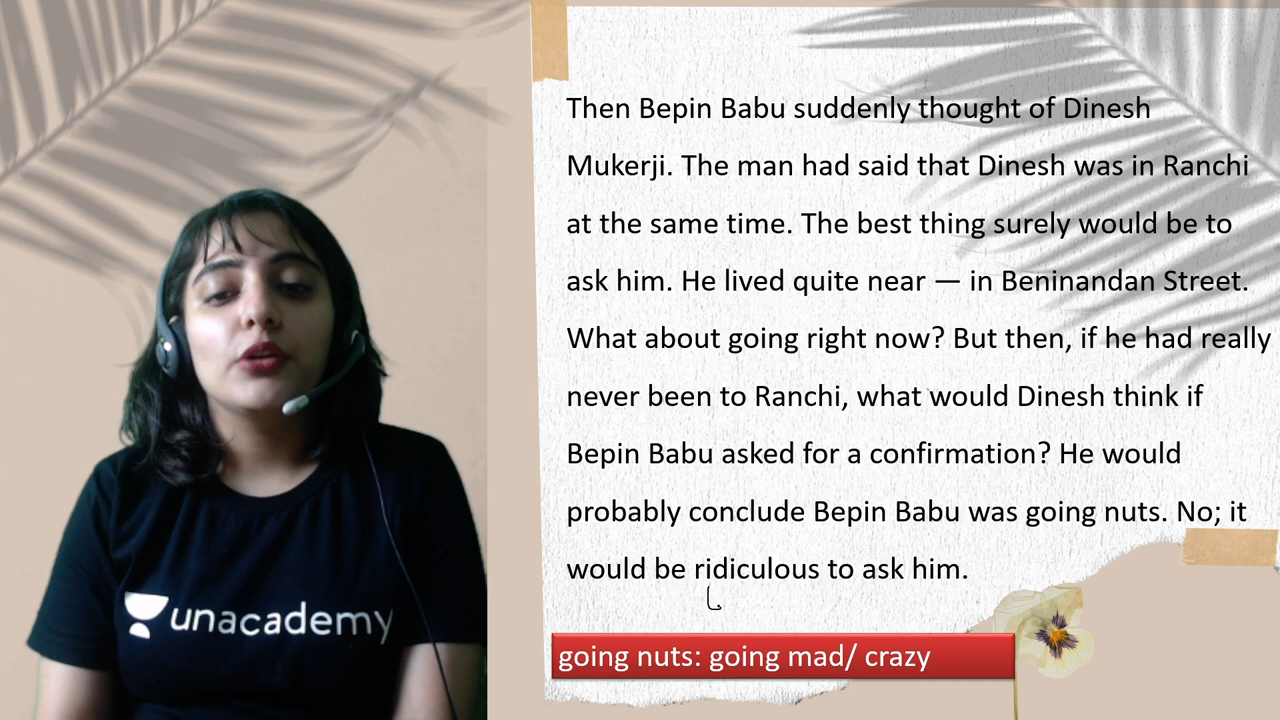 Then Bepin Babu suddenly thought of Dinesh
Mukerji. The man had said that Dinesh was in Ranchi
at the same time. The best thing surely would be to
ask him. He lived quite near — in Beninandan Street.
What about going right now? But then, if he had really
never been to Ranchi, what would Dinesh think if
Bepin Babu asked for a confirmation? He would
probably conclude Bepin Babu was going nuts. No; it
would be ridiculous to ask him.
going nuts: going mad/ crazy
unacademy